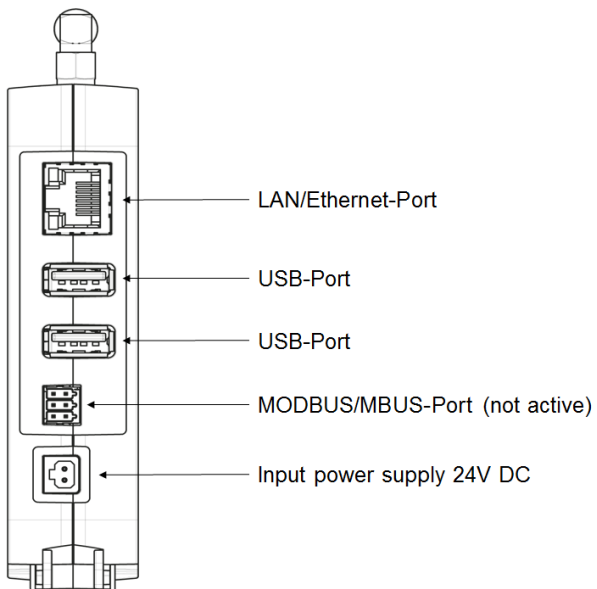 LAN/Ethernet-Port
USB-Port
USB-Port
MODBUS/MBUS-Port (not active)
Input power supply 24V DC